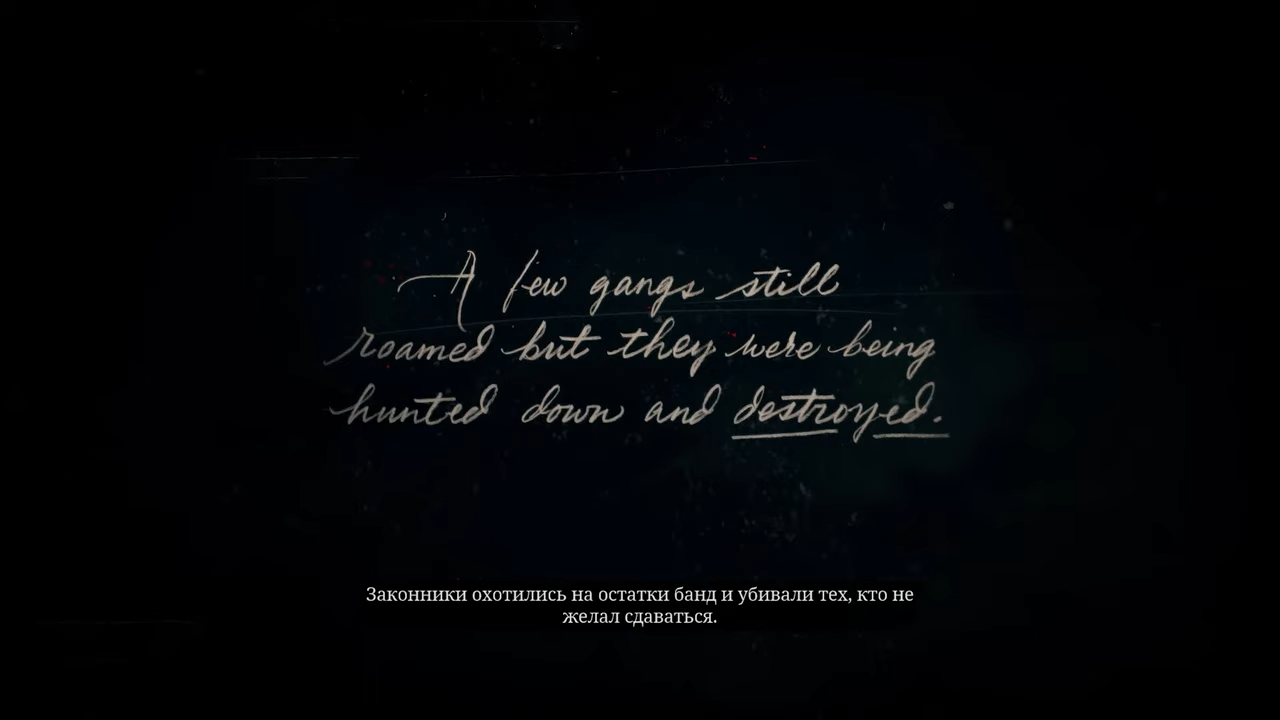 A few gangs still
roamed but they were being
hunted down and destroyed.
Законники охотились на остатки банд и убивали тех, кто не
желал сдаваться.